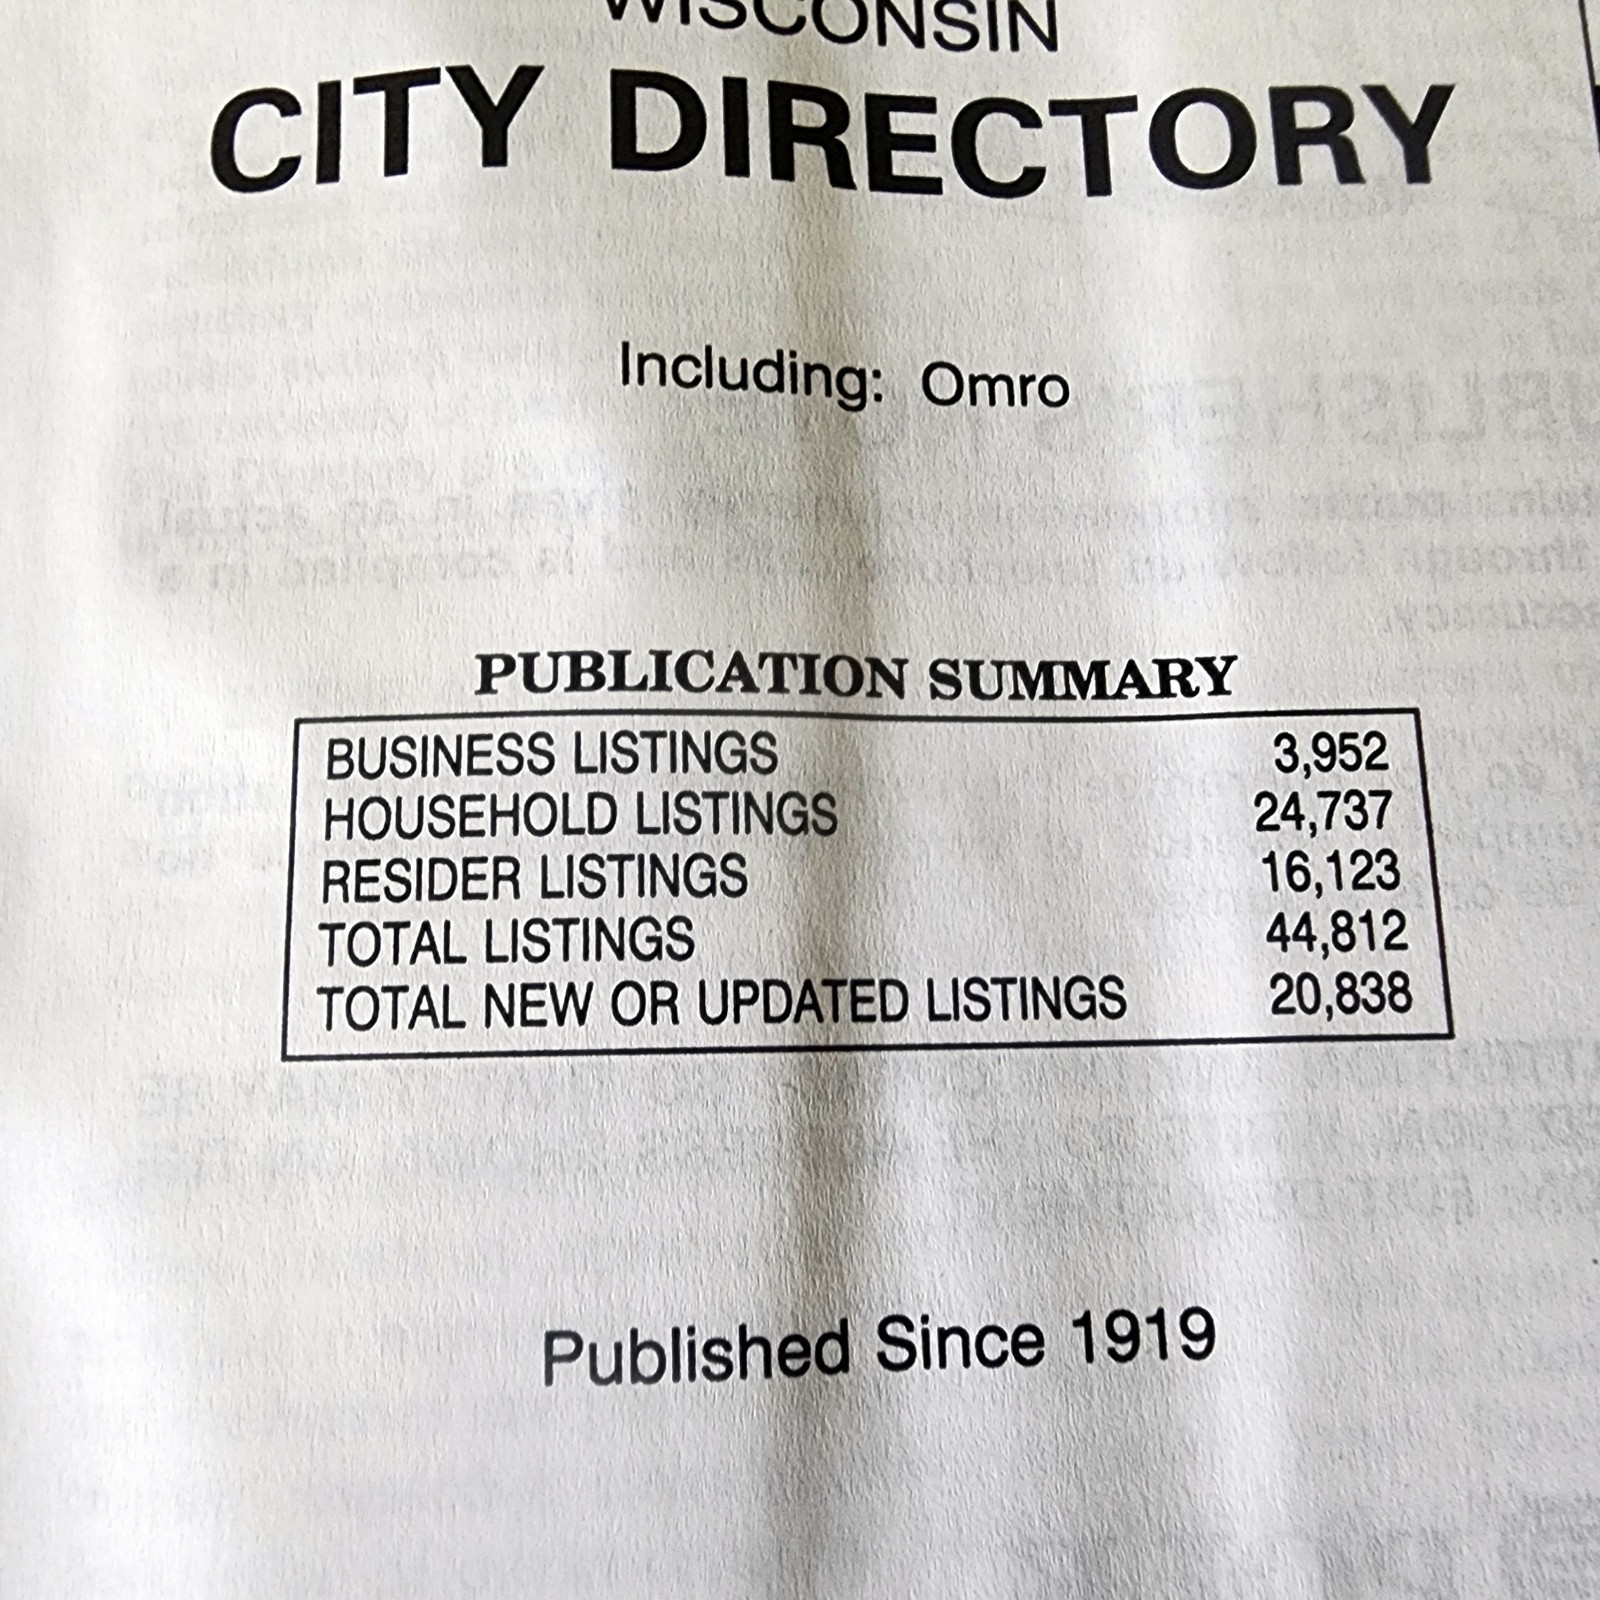 WISCONSIN
CITY DIRECTORY
Including: Omro
PUBLICATION SUMMARY
BUSINESS LISTINGS 3,952
HOUSEHOLD LISTINGS 24,737
RESIDER LISTINGS 16,123
TOTAL LISTINGS 44,812
TOTAL NEW OR UPDATED LISTINGS 20,838
Published Since 1919